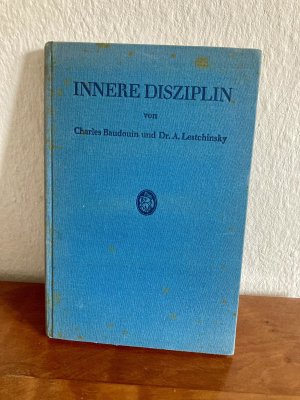 INNERE DISZIPLIN
von
Charles Baudouin und Dr. A. Lestchinsky